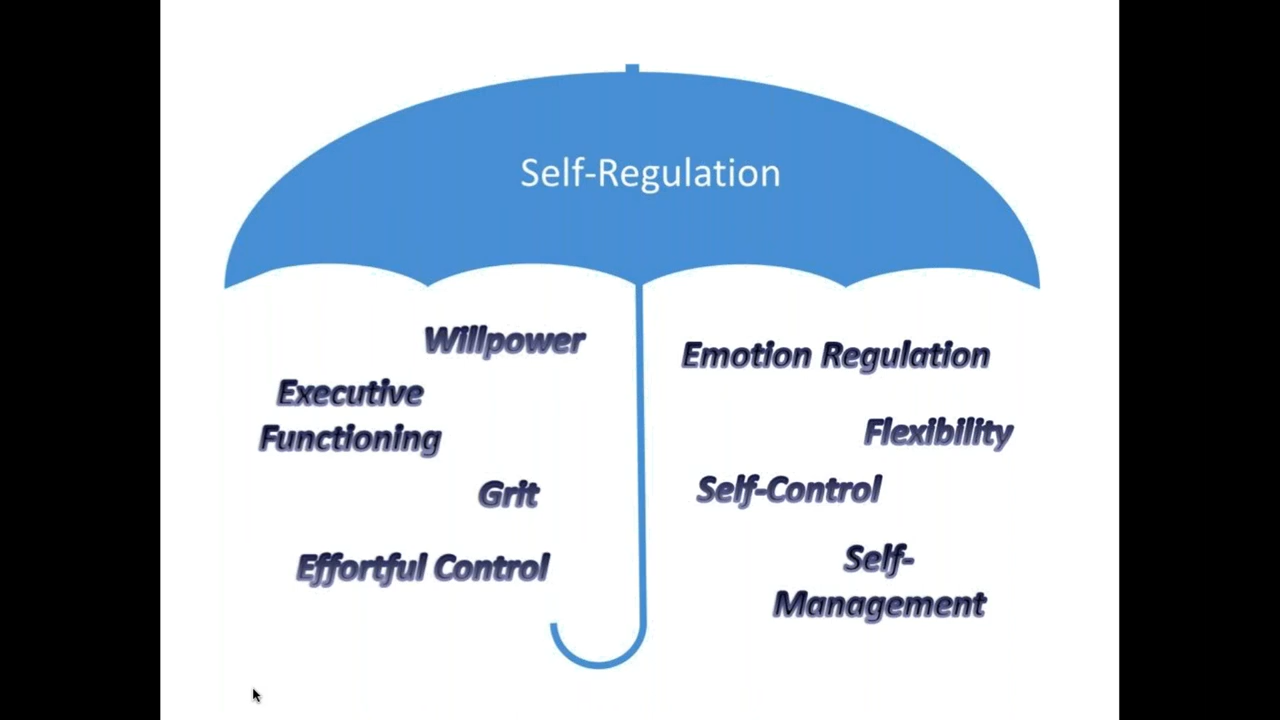 Self-Regulation
Willpower
Executive
Functioning
Grit
Effortful Control
Emotion Regulation
Flexibility
Self-Control
Self-
Management